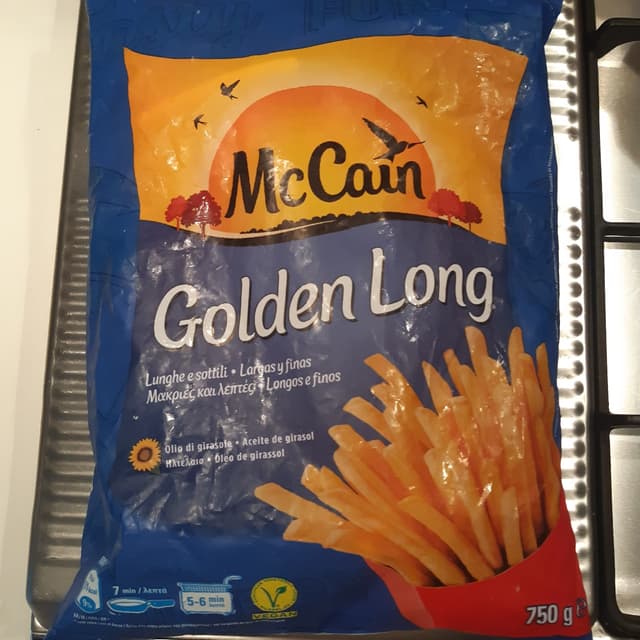 McCain
Golden Long
Lunghe e sottili • Largas y finas
Μακριές και λεπτές • Longos e finos
Olio di girasole • Aceite de girasol
Ηλιέλαιο • Óleo de girassol
7 min / λεπτά
5-6 min
VEGAN
750 g